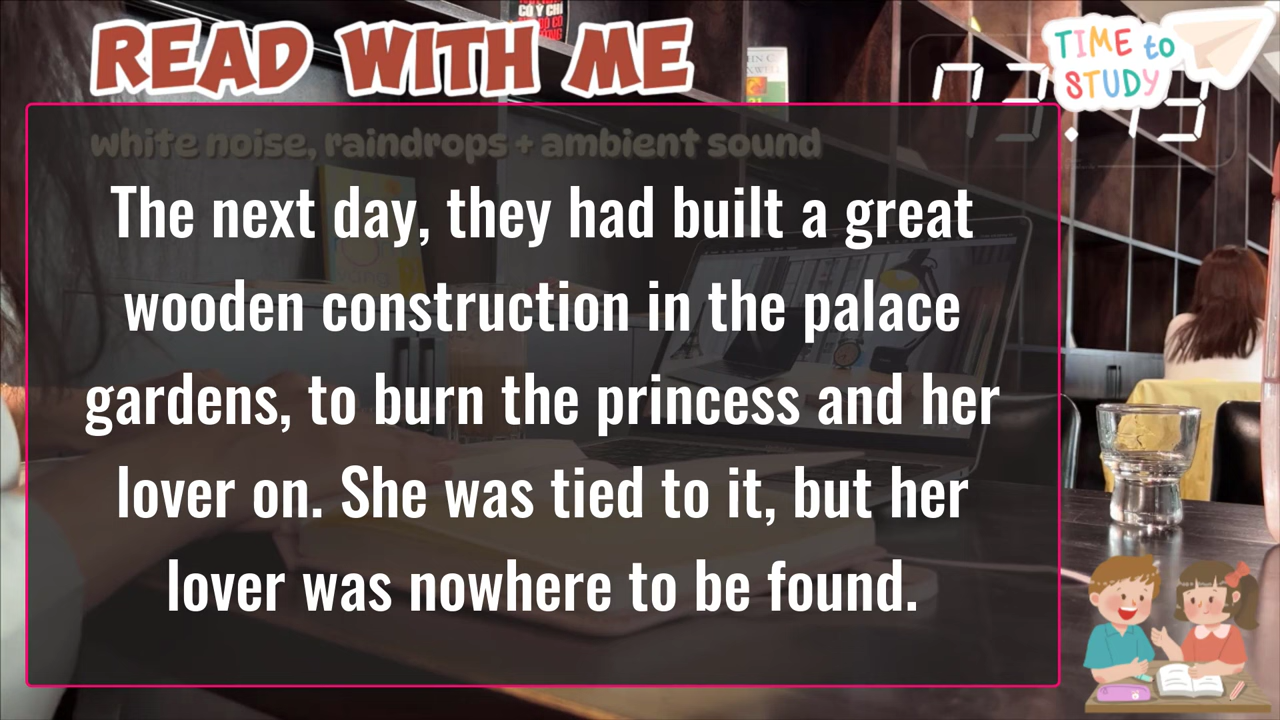 READ WITH ME
TIME to
STUDY
white noise, raindrops + ambient sound
The next day, they had built a great
wooden construction in the palace
gardens, to burn the princess and her
lover on. She was tied to it, but her
lover was nowhere to be found.